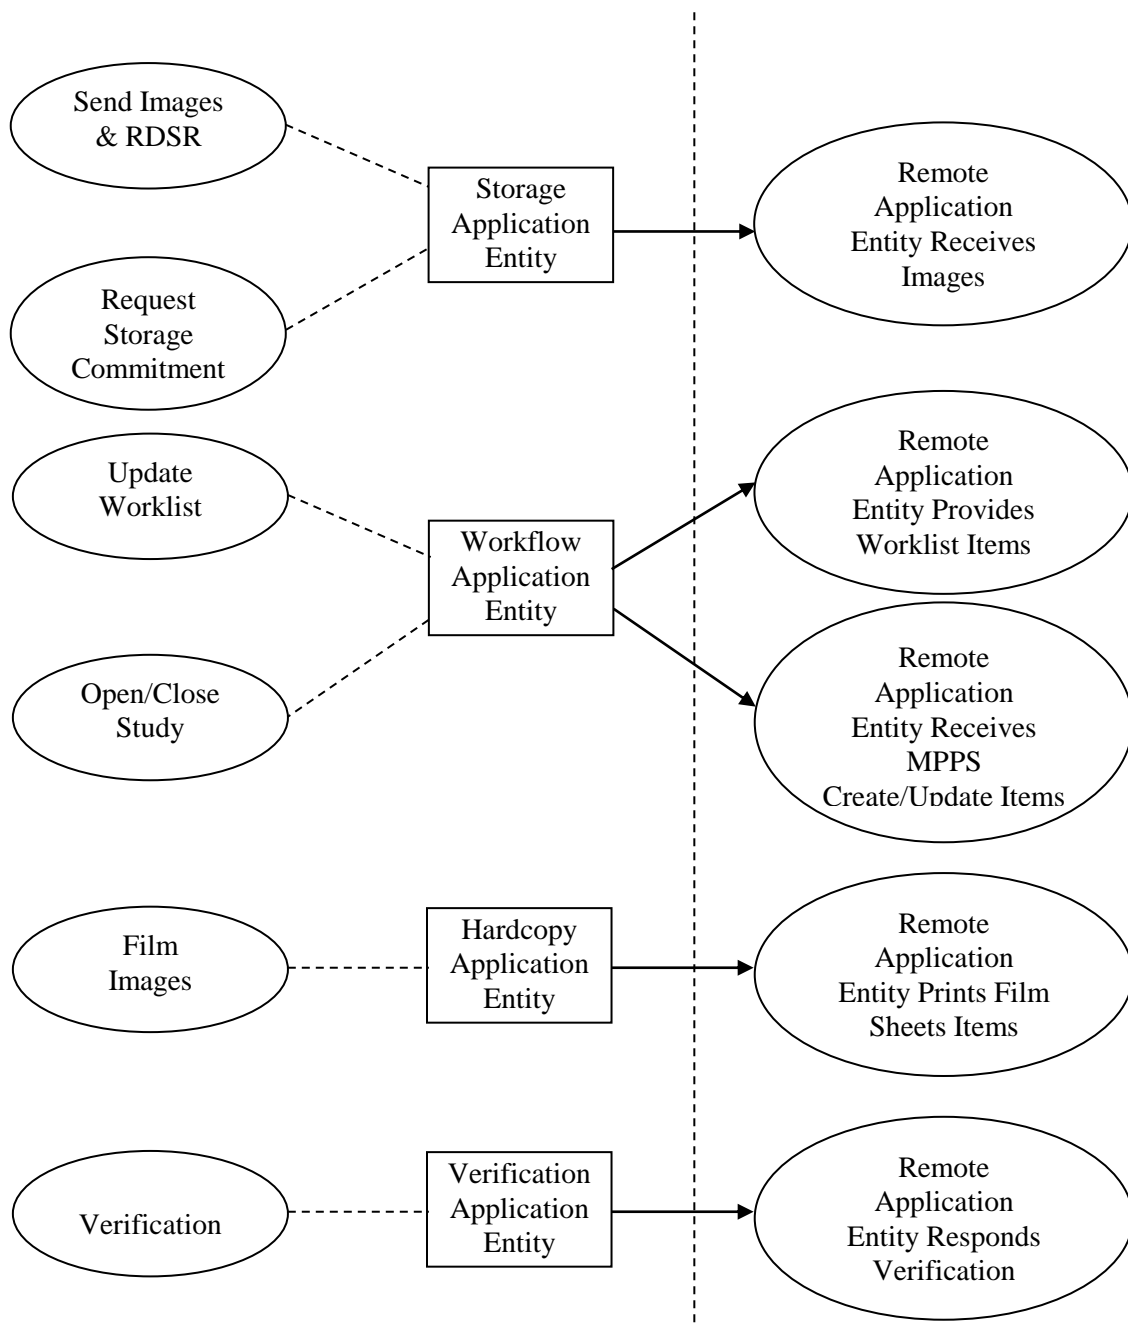 Send Images
& RDSR
Storage
Application
Entity
Remote
Application
Entity Receives
Images
Request
Storage
Commitment
Update
Worklist
Workflow
Application
Entity
Remote
Application
Entity Provides
Worklist Items
Open/Close
Study
Remote
Application
Entity Receives
MPPS
Create/Update Items
Film
Images
Hardcopy
Application
Entity
Remote
Application
Entity Prints Film
Sheets Items
Verification
Verification
Application
Entity
Remote
Application
Entity Responds
Verification